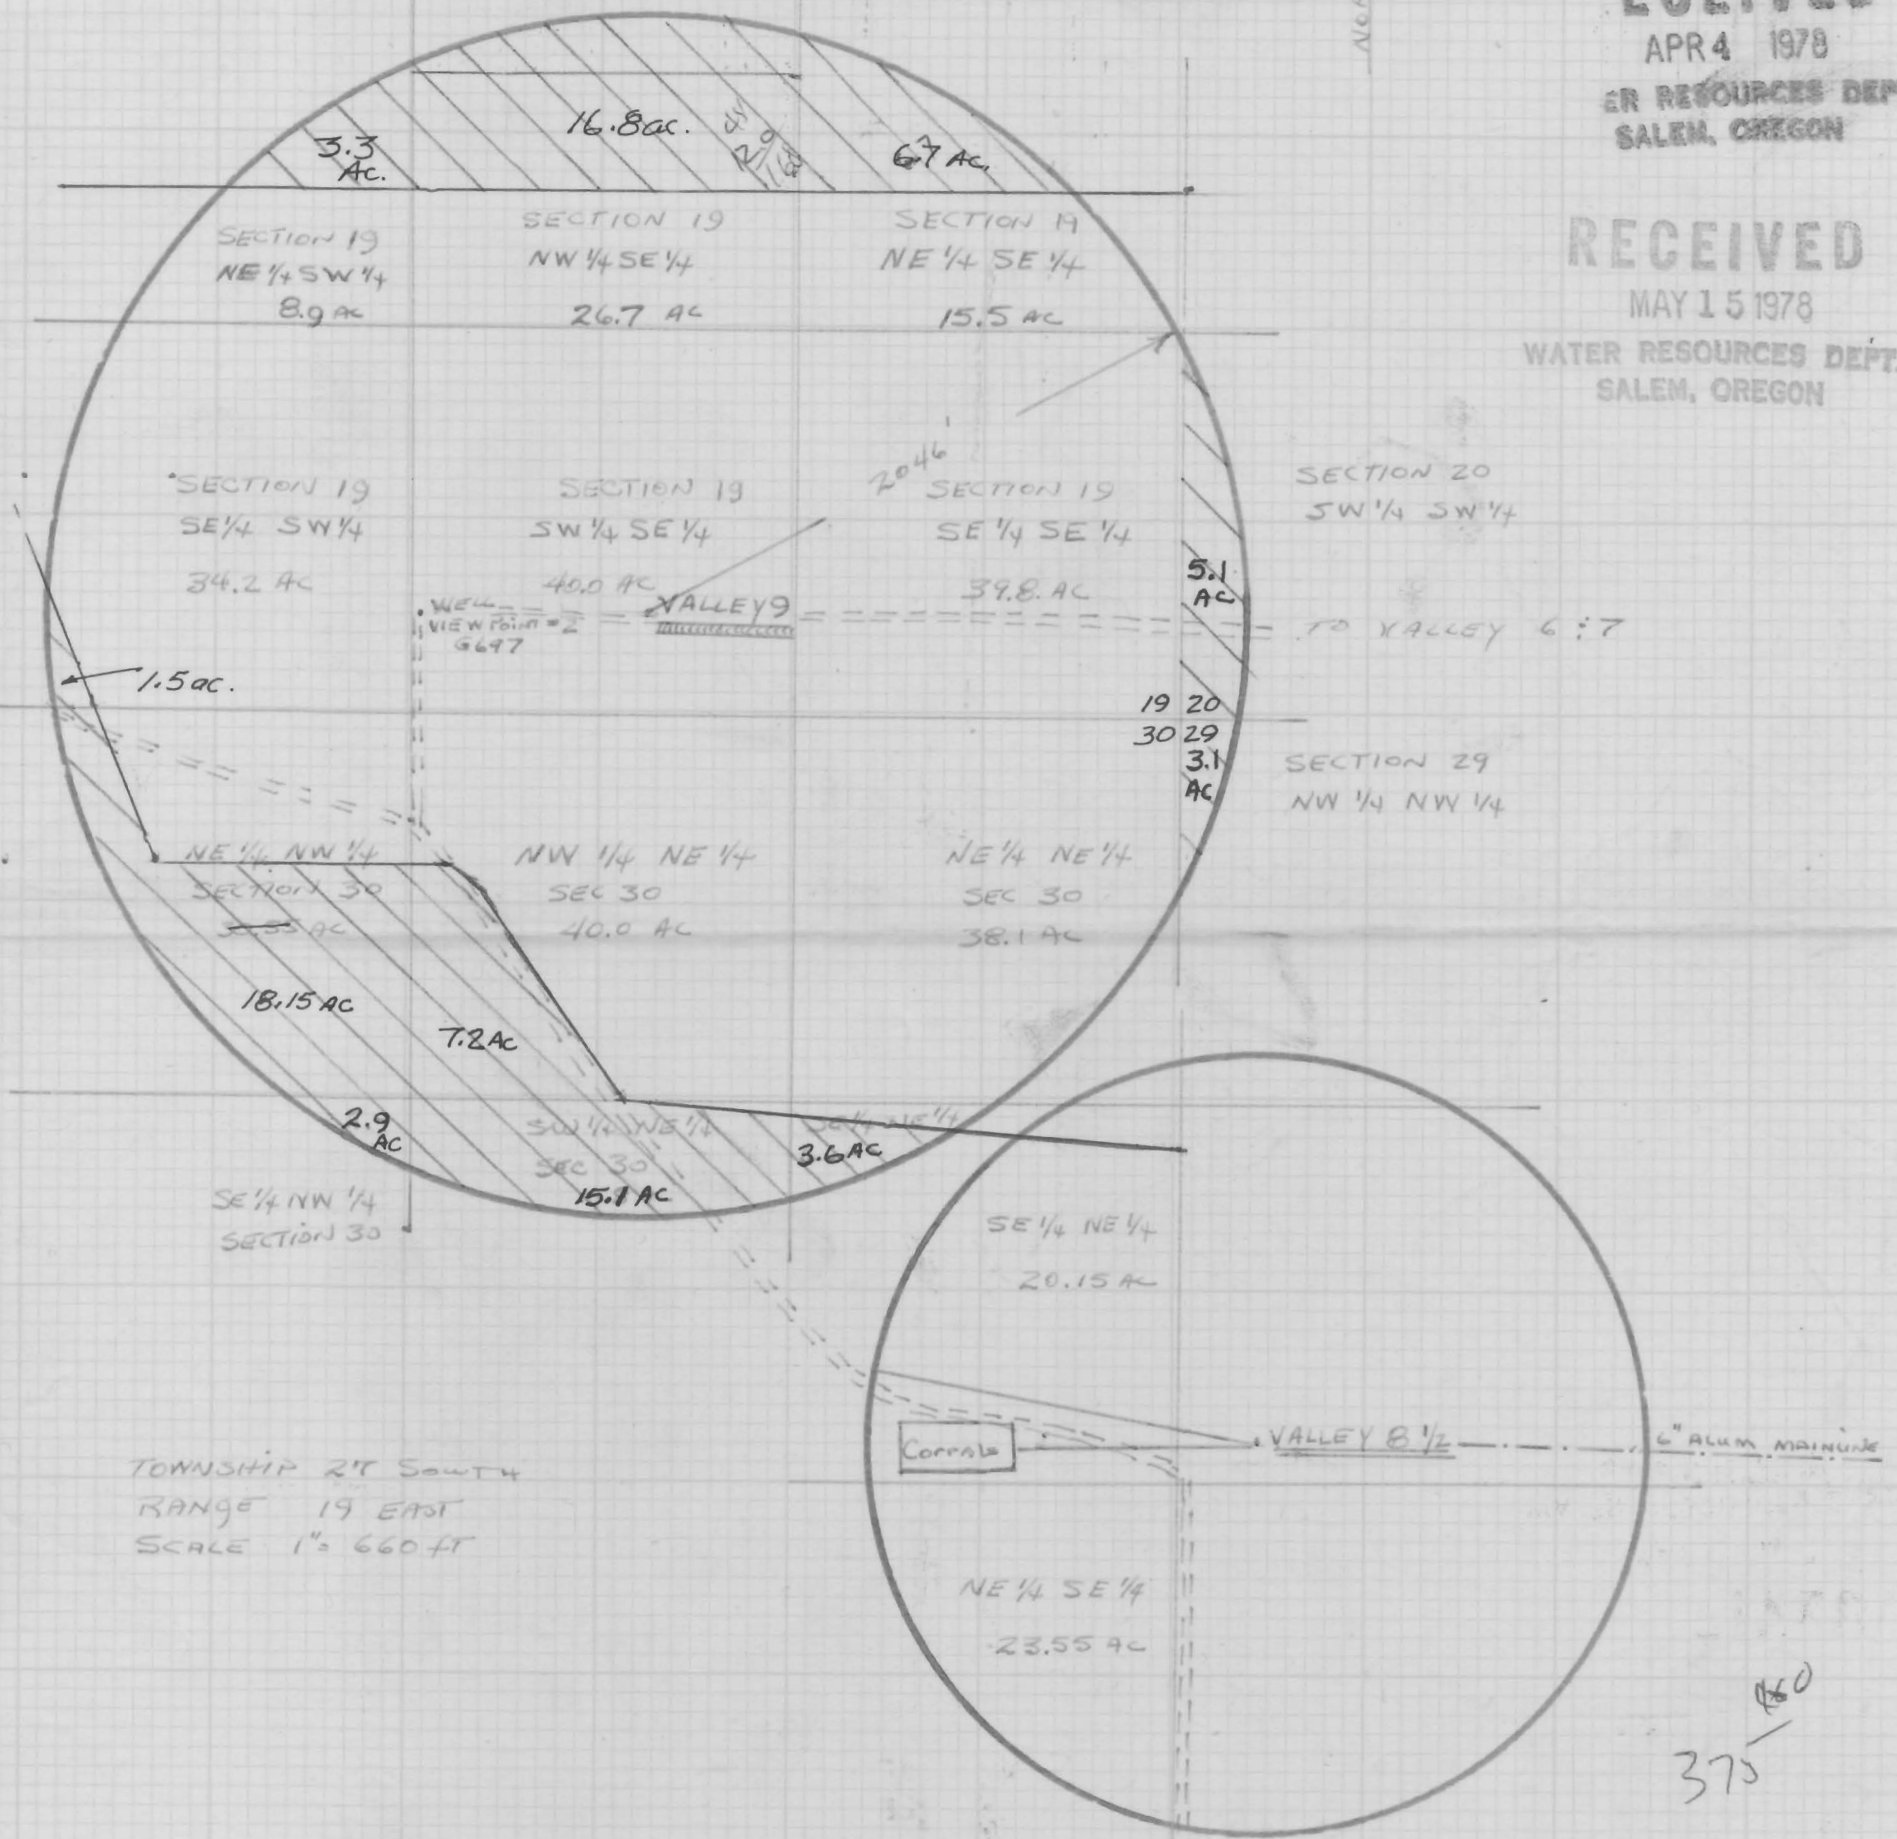 APR 4 1978
ER RESOURCES DEP
SALEM, OREGON
RECEIVED
MAY 15 1978
WATER RESOURCES DEPT.
SALEM, OREGON
3.3
AC.
16.8 ac.
6.7 AC.
SECTION 19
NE 1/4 SW 1/4
8.9 AC
SECTION 19
NW 1/4 SE 1/4
26.7 AC
SECTION 19
NE 1/4 SE 1/4
15.5 AC
2046'
SECTION 19
SE 1/4 SW 1/4
34.2 AC
SECTION 19
SW 1/4 SE 1/4
40.0 AC
SECTION 19
SE 1/4 SE 1/4
39.8 AC
SECTION 20
SW 1/4 SW 1/4
5.1
AC
WELL
VIEW Point #2
G697
VALLEY 9
TO VALLEY 6 & 7
1.5 ac.
19 20
30 29
3.1
AC
SECTION 29
NW 1/4 NW 1/4
NE 1/4 NW 1/4
SECTION 30
AC
NW 1/4 NE 1/4
SEC 30
40.0 AC
NE 1/4 NE 1/4
SEC 30
38.1 AC
18.15 AC
7.2 AC
2.9
AC
SW 1/4 NE 1/4
SEC 30
15.1 AC
SE 1/4 NE 1/4
3.6 AC
SE 1/4 NW 1/4
SECTION 30
SE 1/4 NE 1/4
20.15 AC
Corrals
VALLEY 8 1/2
6" ALUM MAINLINE
TOWNSHIP 27 SOUTH
RANGE 19 EAST
SCALE 1" = 660 FT
NE 1/4 SE 1/4
23.55 AC
375